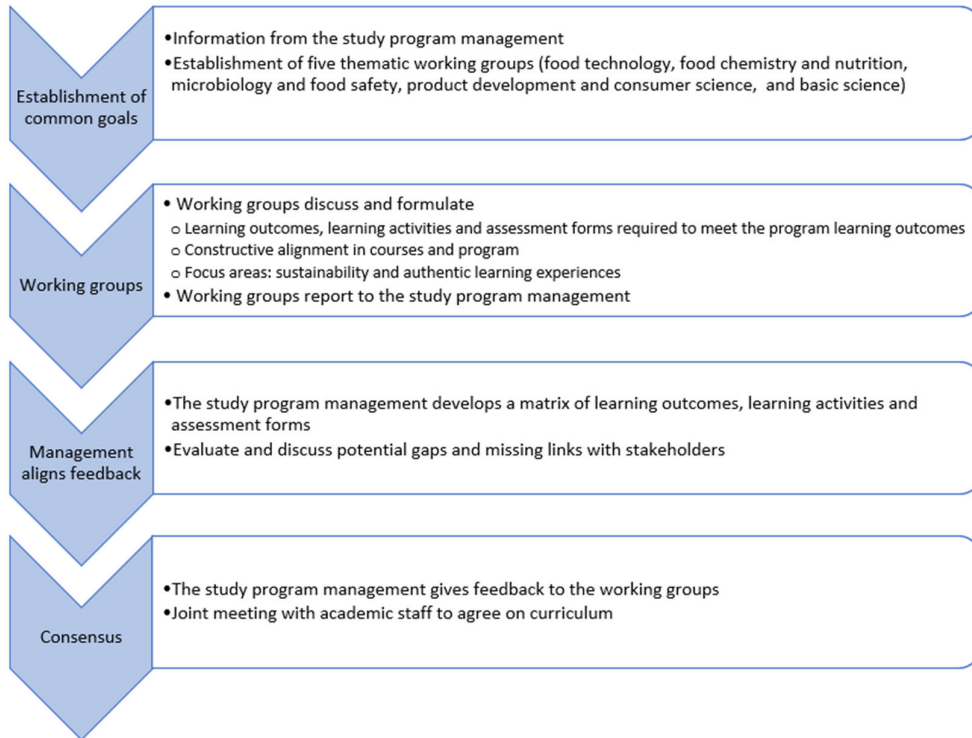 Establishment of
common goals
•Information from the study program management
•Establishment of five thematic working groups (food technology, food chemistry and nutrition,
microbiology and food safety, product development and consumer science,  and basic science)
Working groups
• Working groups discuss and formulate
o Learning outcomes, learning activities and assessment forms required to meet the program learning outcomes
o Constructive alignment in courses and program
o Focus areas: sustainability and authentic learning experiences
• Working groups report to the study program management
Management
aligns feedback
•The study program management develops a matrix of learning outcomes, learning activities and
assessment forms
•Evaluate and discuss potential gaps and missing links with stakeholders
Consensus
•The study program management gives feedback to the working groups
•Joint meeting with academic staff to agree on curriculum